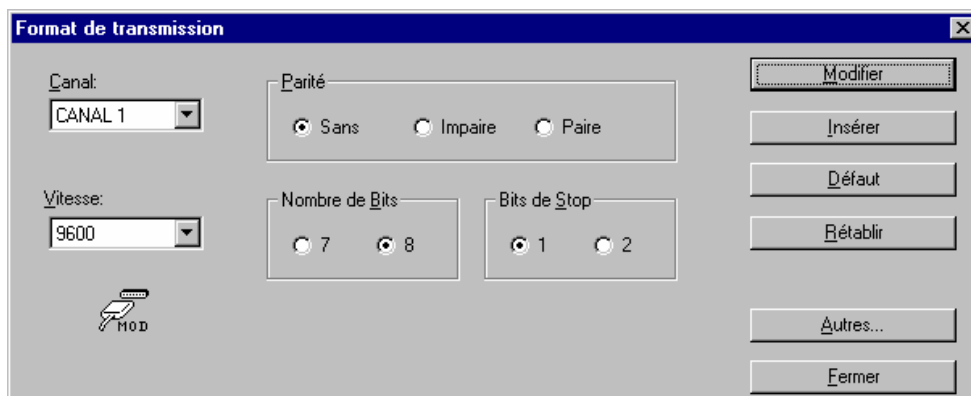 Format de transmission
Canal:
CANAL 1
Parité
Sans Impaire Paire
Vitesse:
9600
Nombre de Bits
7 8
Bits de Stop
1 2
MOD
Modifier
Insérer
Défaut
Rétablir
Autres...
Fermer